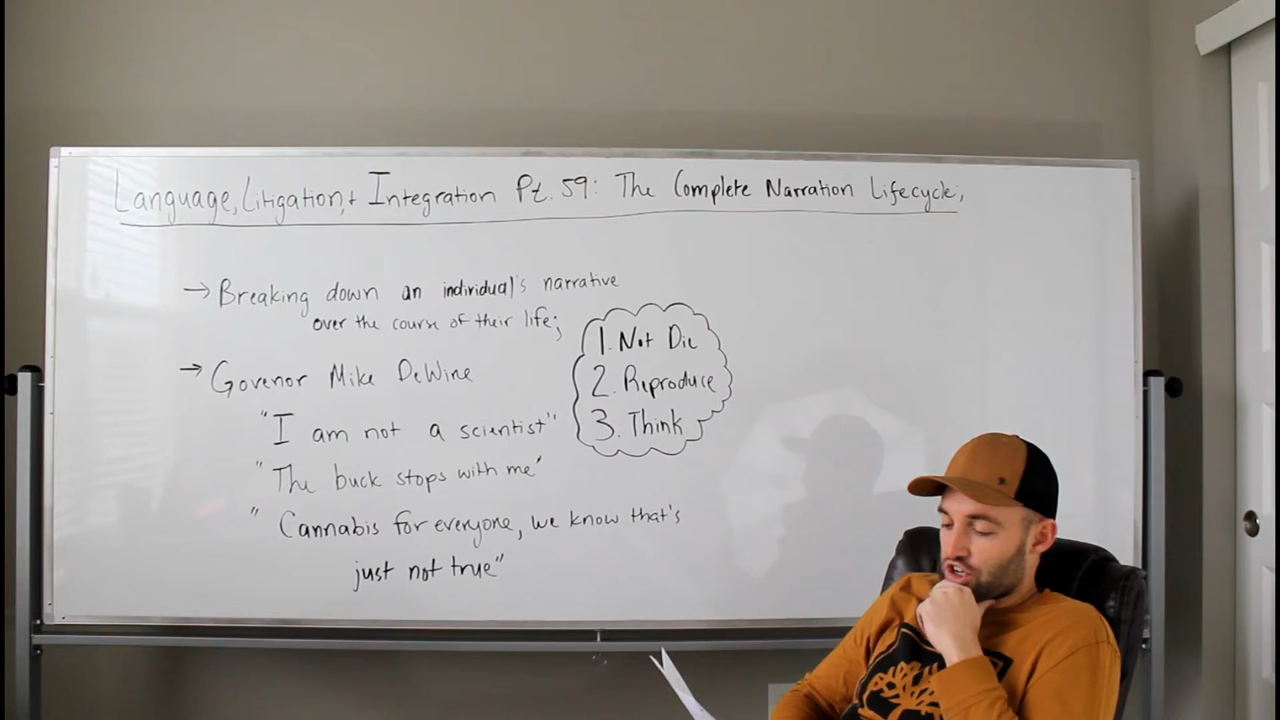 Language, Litigation, + Integration Pt. 59: The Complete Narration Lifecycle;
→ Breaking down an individual's narrative
over the course of their life;
→ Govenor Mike DeWine
"I am not a scientist"
"The buck stops with me"
"Cannabis for everyone, we know that's
just not true"
1. Not Die
2. Reproduce
3. Think